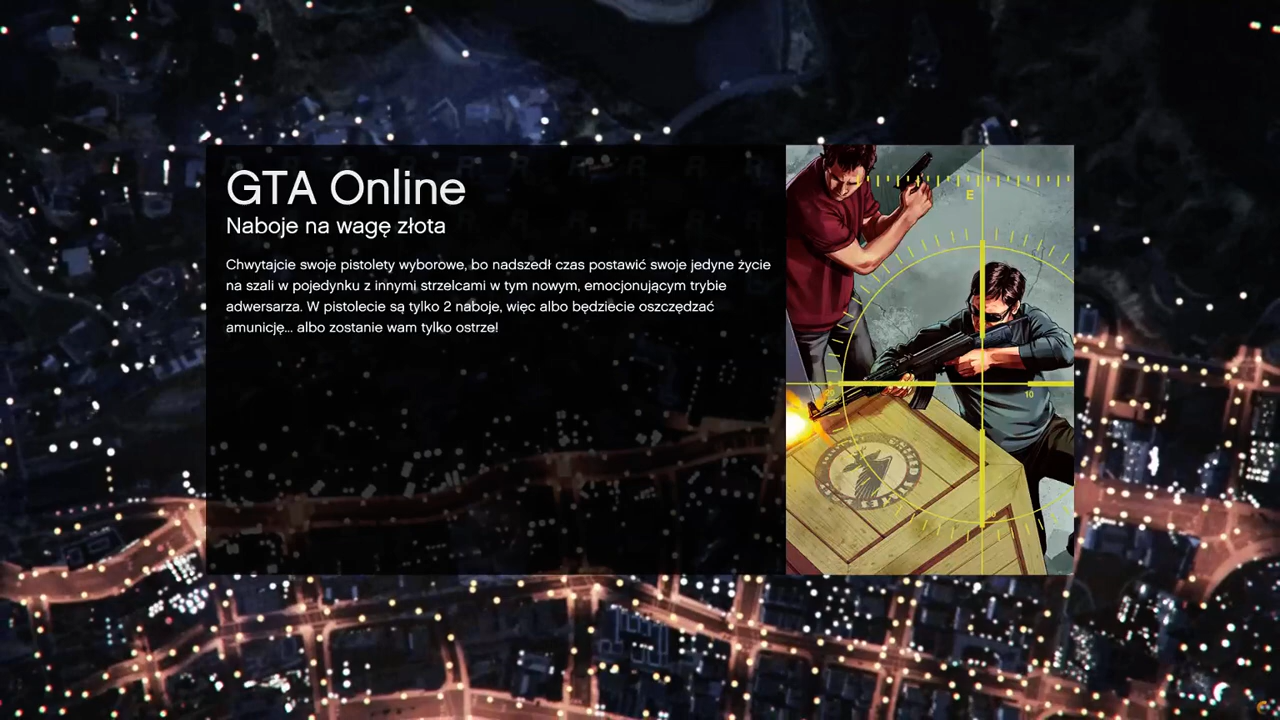 GTA Online
Naboje na wagę złota
Chwytajcie swoje pistolety wyborowe, bo nadszedł czas postawić swoje jedyne życie
na szali w pojedynku z innymi strzelcami w tym nowym, emocjonującym trybie
adwersarza. W pistolecie są tylko 2 naboje, więc albo będziecie oszczędzać
amunicję... albo zostanie wam tylko ostrze!
E
10